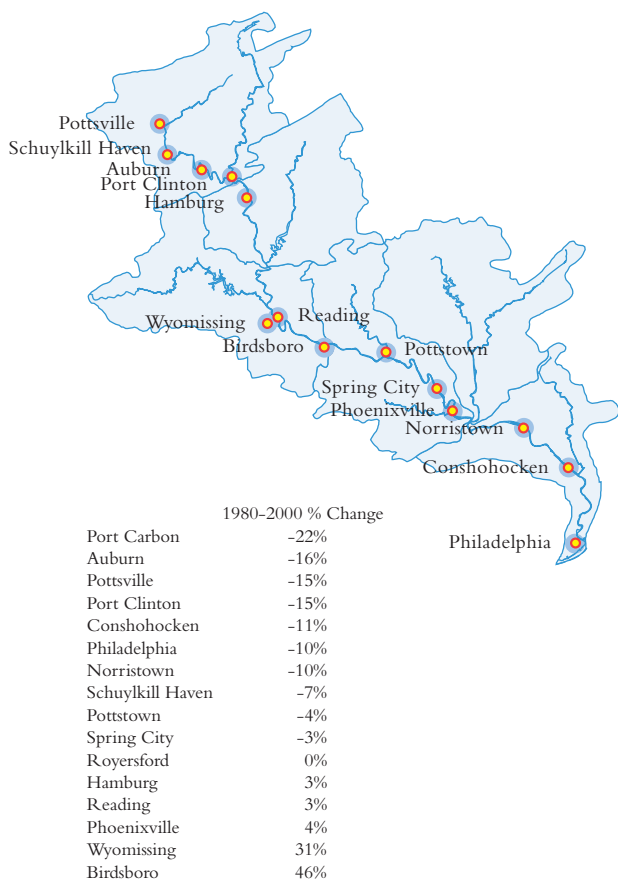 Pottsville
Schuylkill Haven
Auburn
Port Clinton
Hamburg
Reading
Wyomissing
Birdsboro
Pottstown
Spring City
Phoenixville
Norristown
Conshohocken
Philadelphia
1980-2000 % Change
Port Carbon -22%
Auburn -16%
Pottsville -15%
Port Clinton -15%
Conshohocken -11%
Philadelphia -10%
Norristown -10%
Schuylkill Haven -7%
Pottstown -4%
Spring City -3%
Royersford 0%
Hamburg 3%
Reading 3%
Phoenixville 4%
Wyomissing 31%
Birdsboro 46%